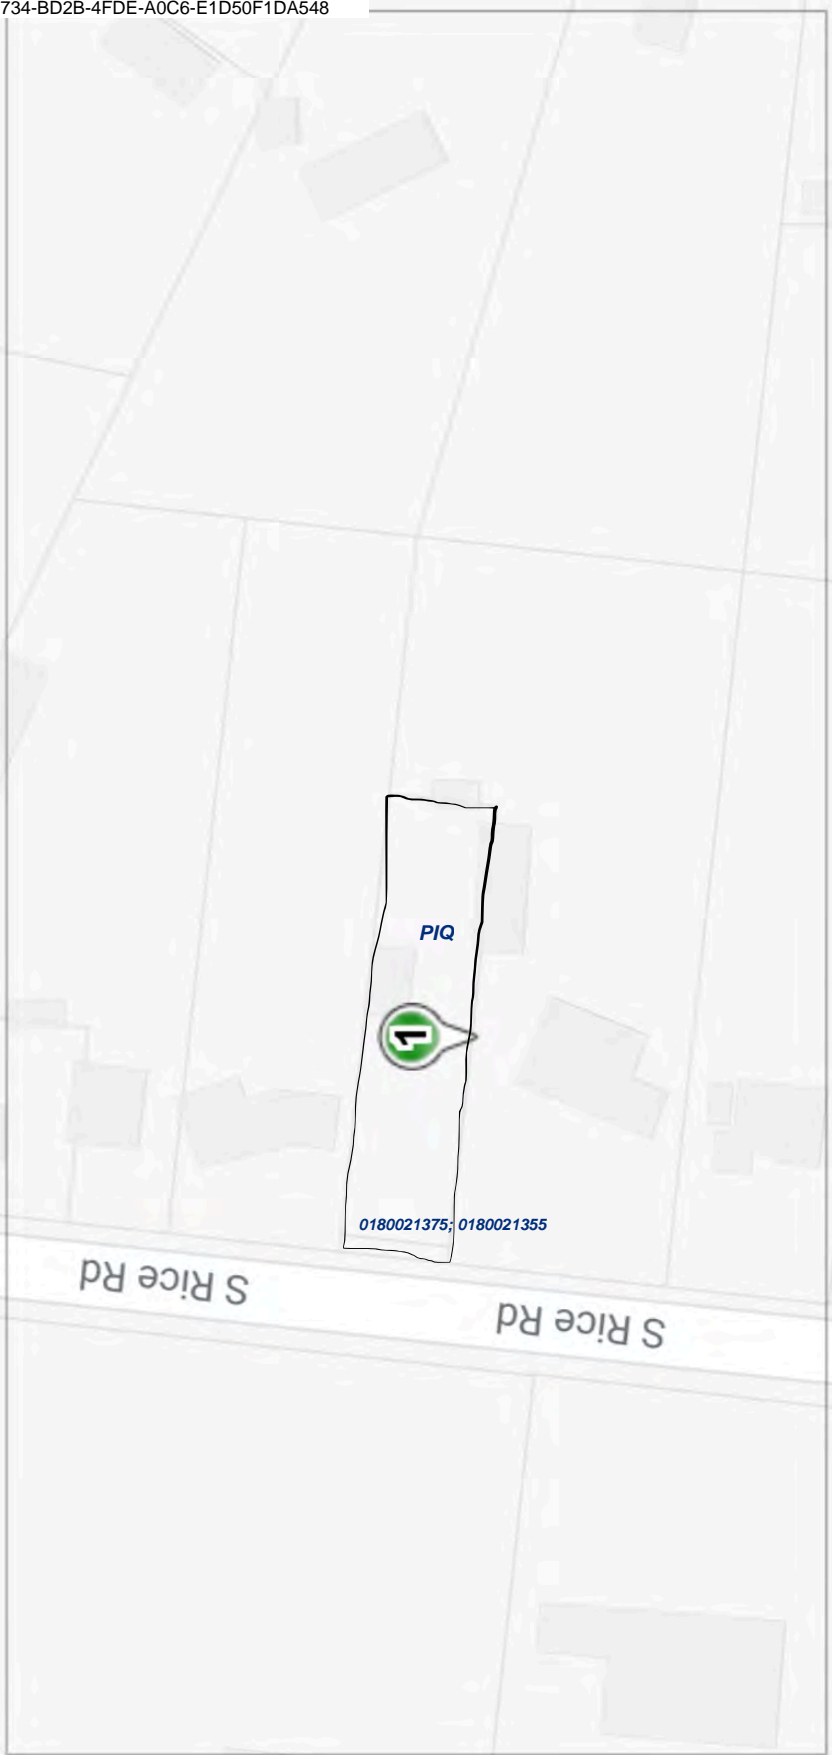 734-BD2B-4FDE-A0C6-E1D50F1DA548
PIQ
1
0180021375; 0180021355
S Rice Rd
S Rice Rd